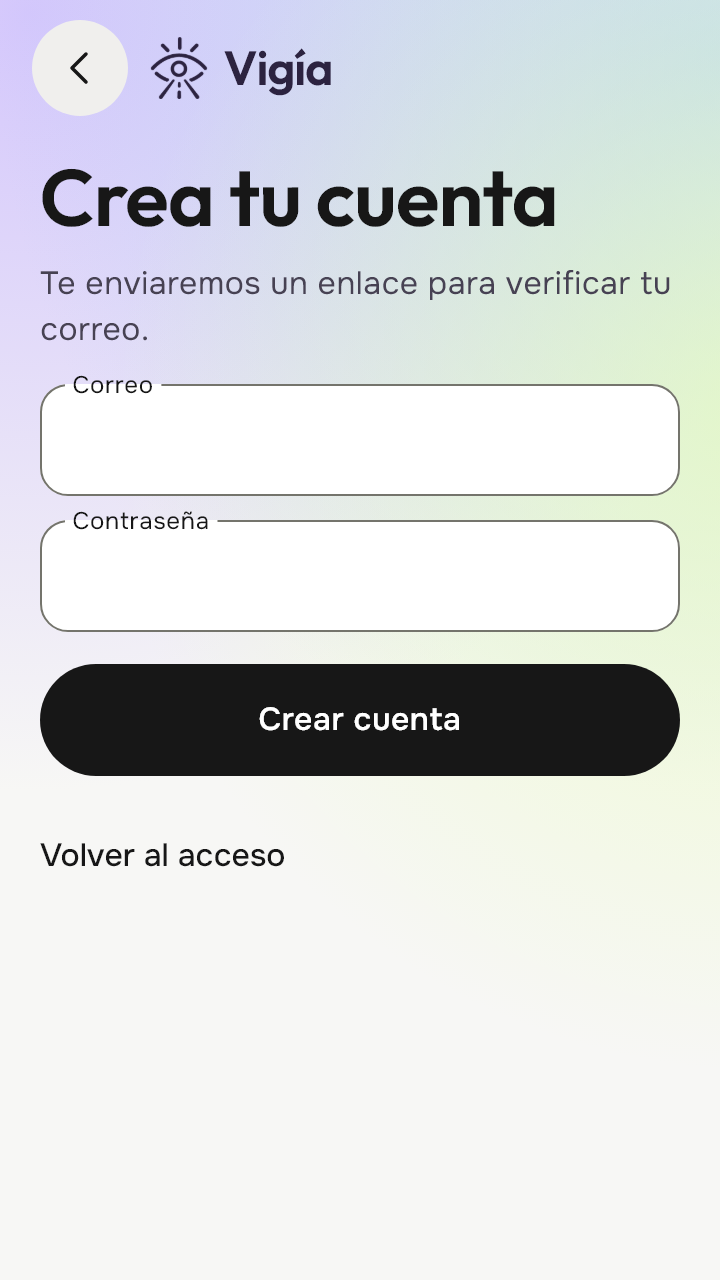 Vigía
Crea tu cuenta
Te enviaremos un enlace para verificar tu
correo.
Correo
Contraseña
Crear cuenta
Volver al acceso